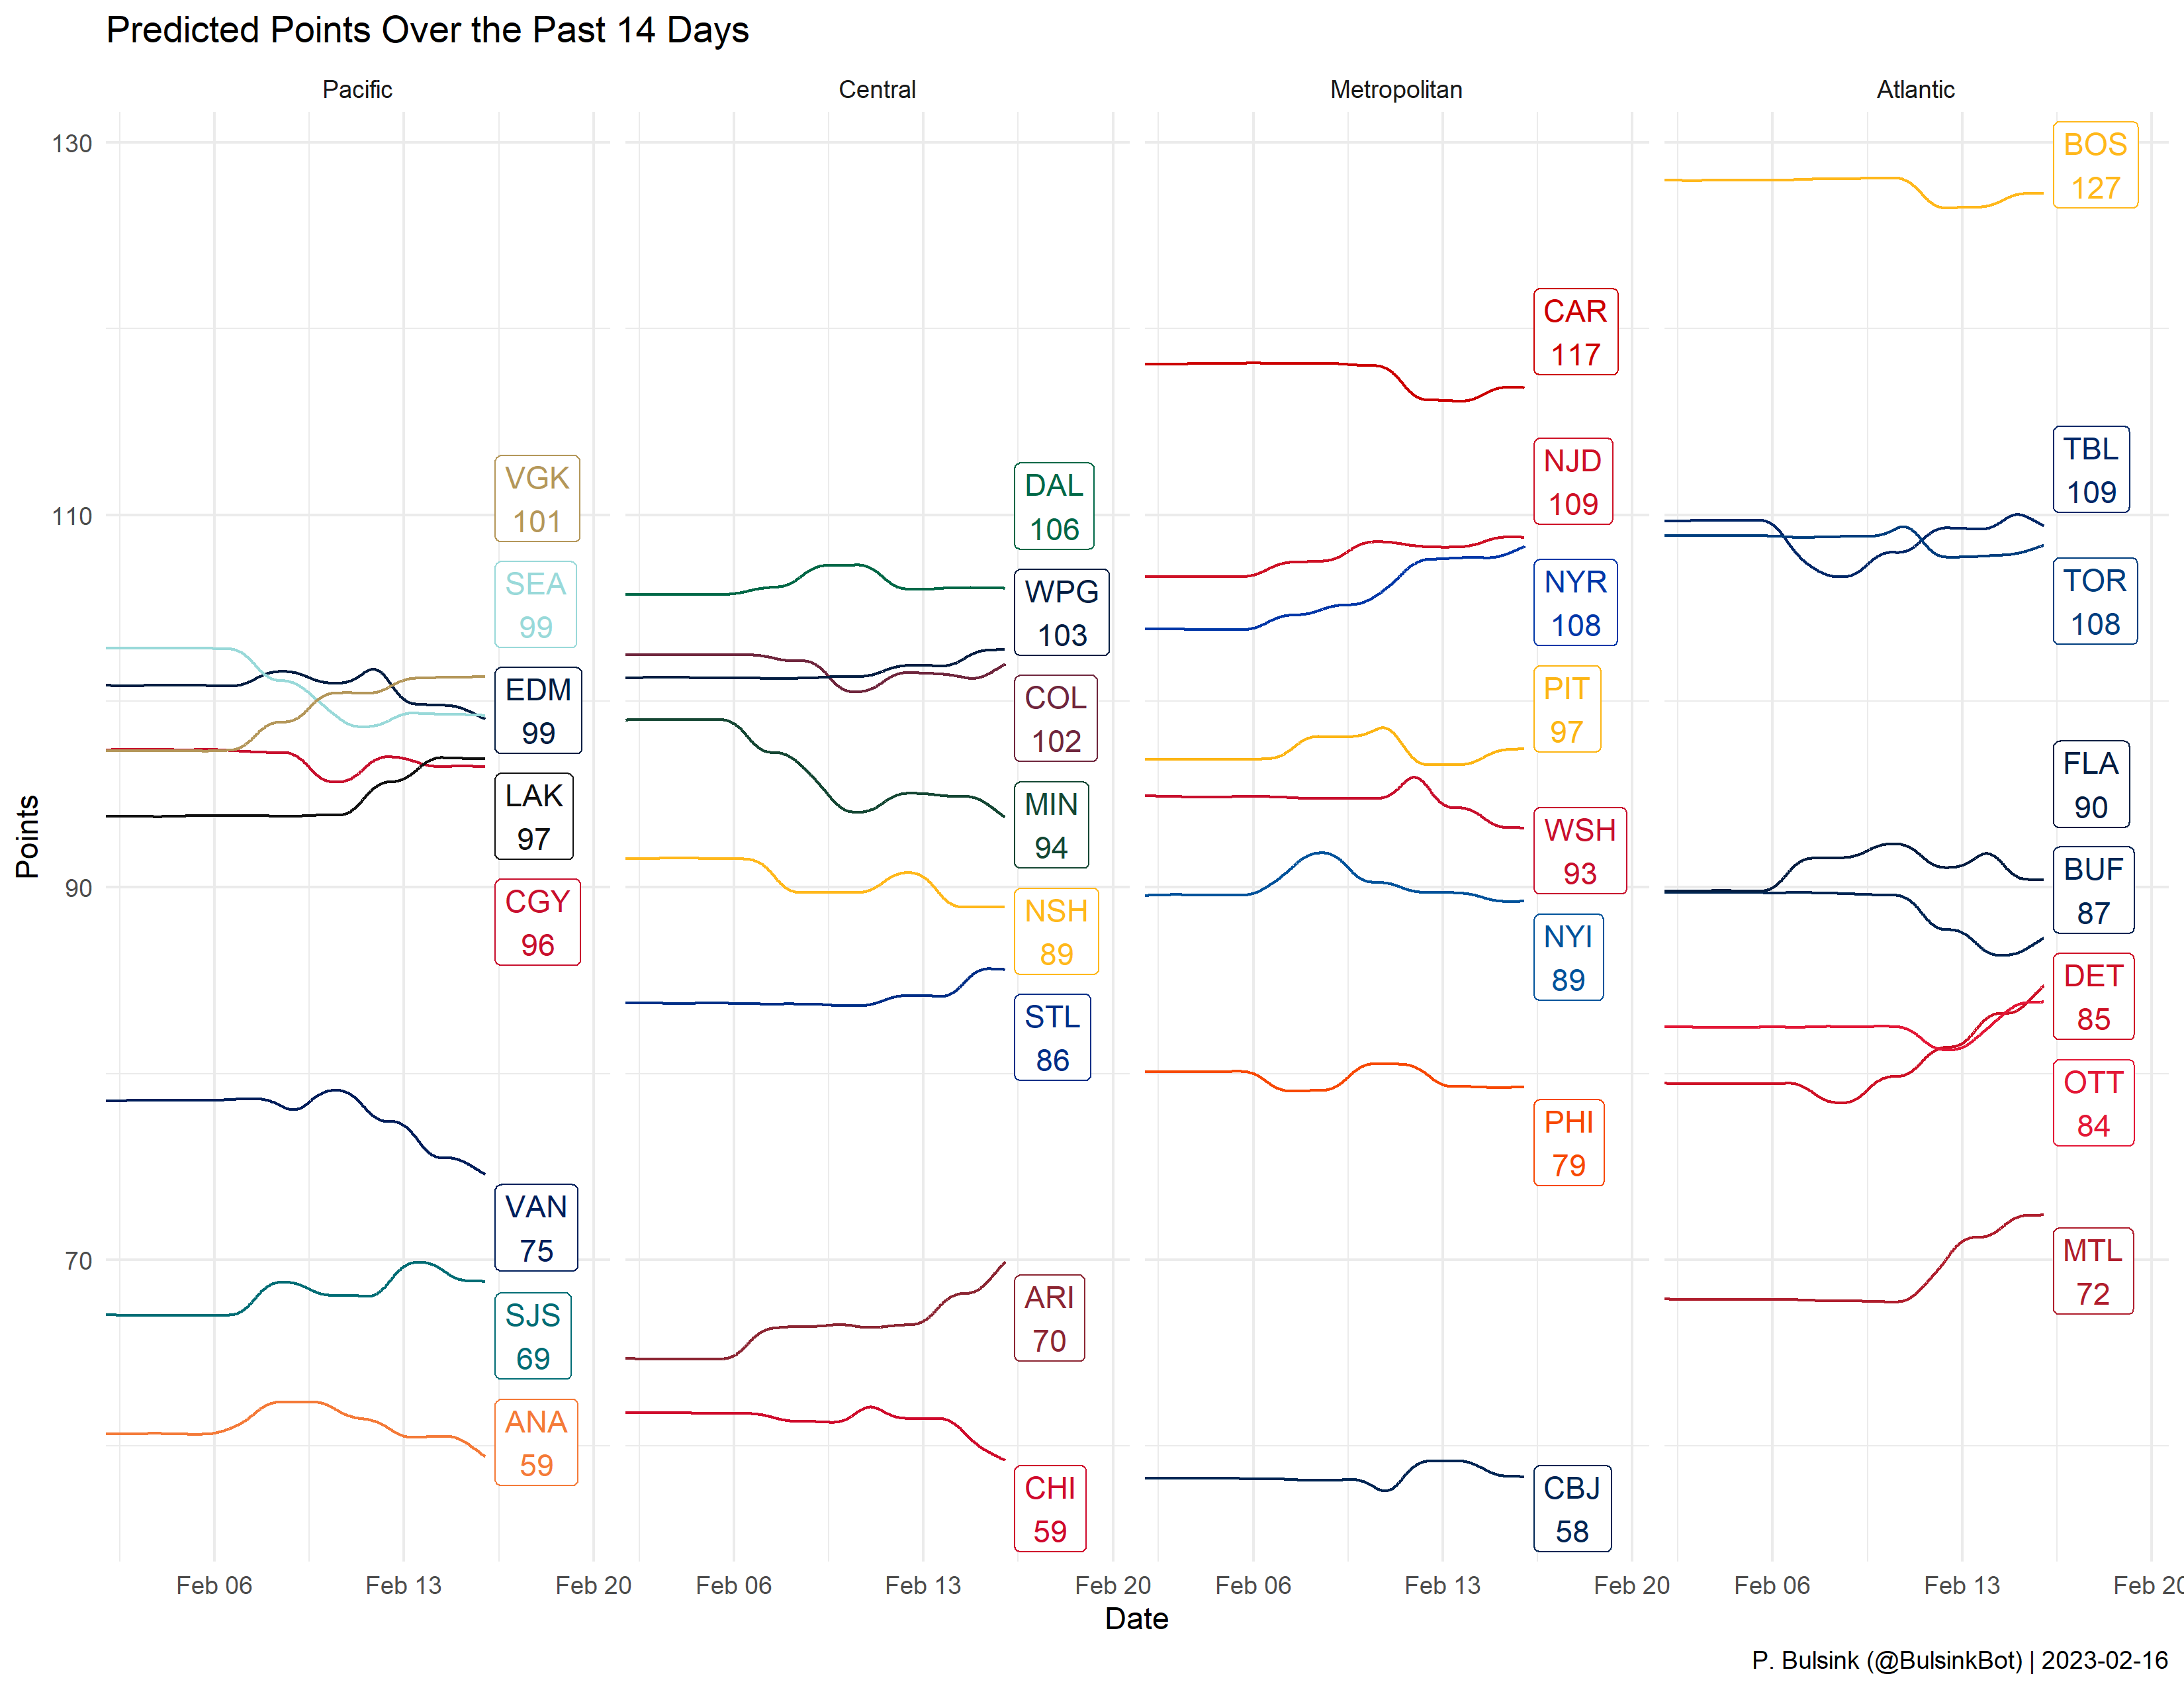 Predicted Points Over the Past 14 Days
Pacific
Central
Metropolitan
Atlantic
Points
130
110
90
70
VGK
101
SEA
99
EDM
99
LAK
97
CGY
96
VAN
75
SJS
69
ANA
59
DAL
106
WPG
103
COL
102
MIN
94
NSH
89
STL
86
ARI
70
CHI
59
CAR
117
NJD
109
NYR
108
PIT
97
WSH
93
NYI
89
PHI
79
CBJ
58
BOS
127
TBL
109
TOR
108
FLA
90
BUF
87
DET
85
OTT
84
MTL
72
Feb 06
Feb 13
Feb 20
Feb 06
Feb 13
Feb 20
Feb 06
Feb 13
Feb 20
Feb 06
Feb 13
Feb 20
Date
P. Bulsink (@BulsinkBot) | 2023-02-16